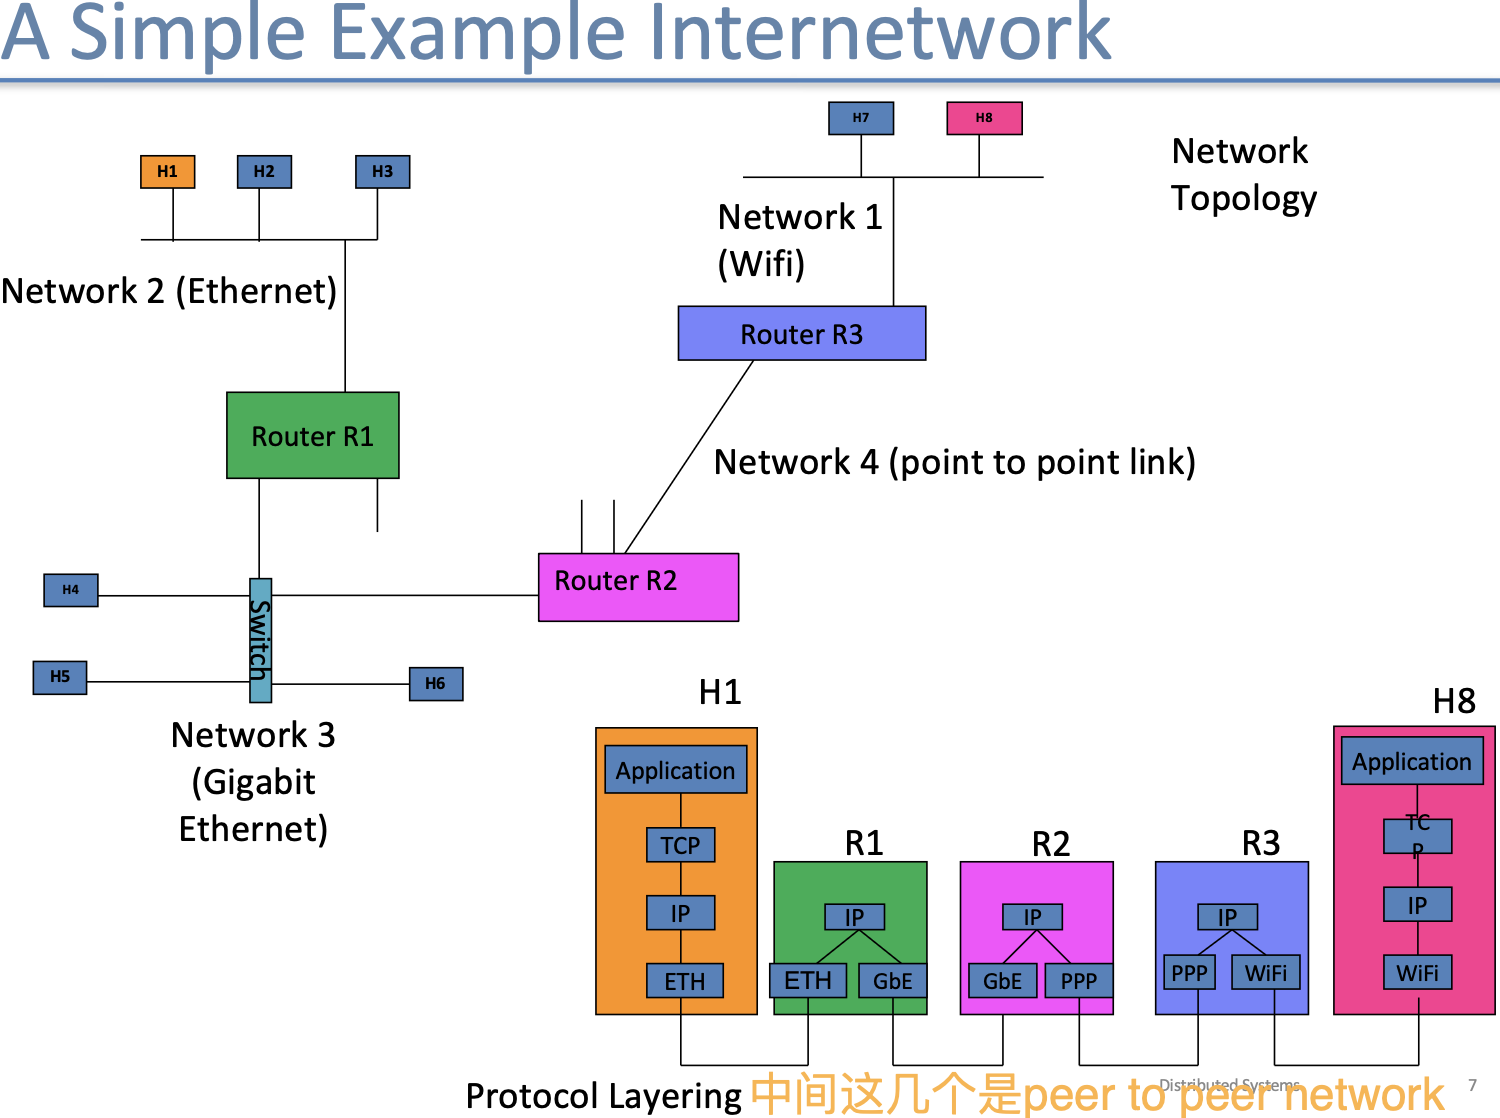 A Simple Example Internetwork
H7
H8
Network
Topology
H1
H2
H3
Network 1
(Wifi)
Network 2 (Ethernet)
Router R3
Router R1
Network 4 (point to point link)
Router R2
H4
Switch
H5
H6
Network 3
(Gigabit
Ethernet)
H1
Application
TCP
IP
ETH
R1
IP
ETH
GbE
R2
IP
GbE
PPP
R3
IP
PPP
WiFi
H8
Application
TC
P
IP
WiFi
Protocol Layering
中间这几个是peer to peer network
Distributed Systems
7